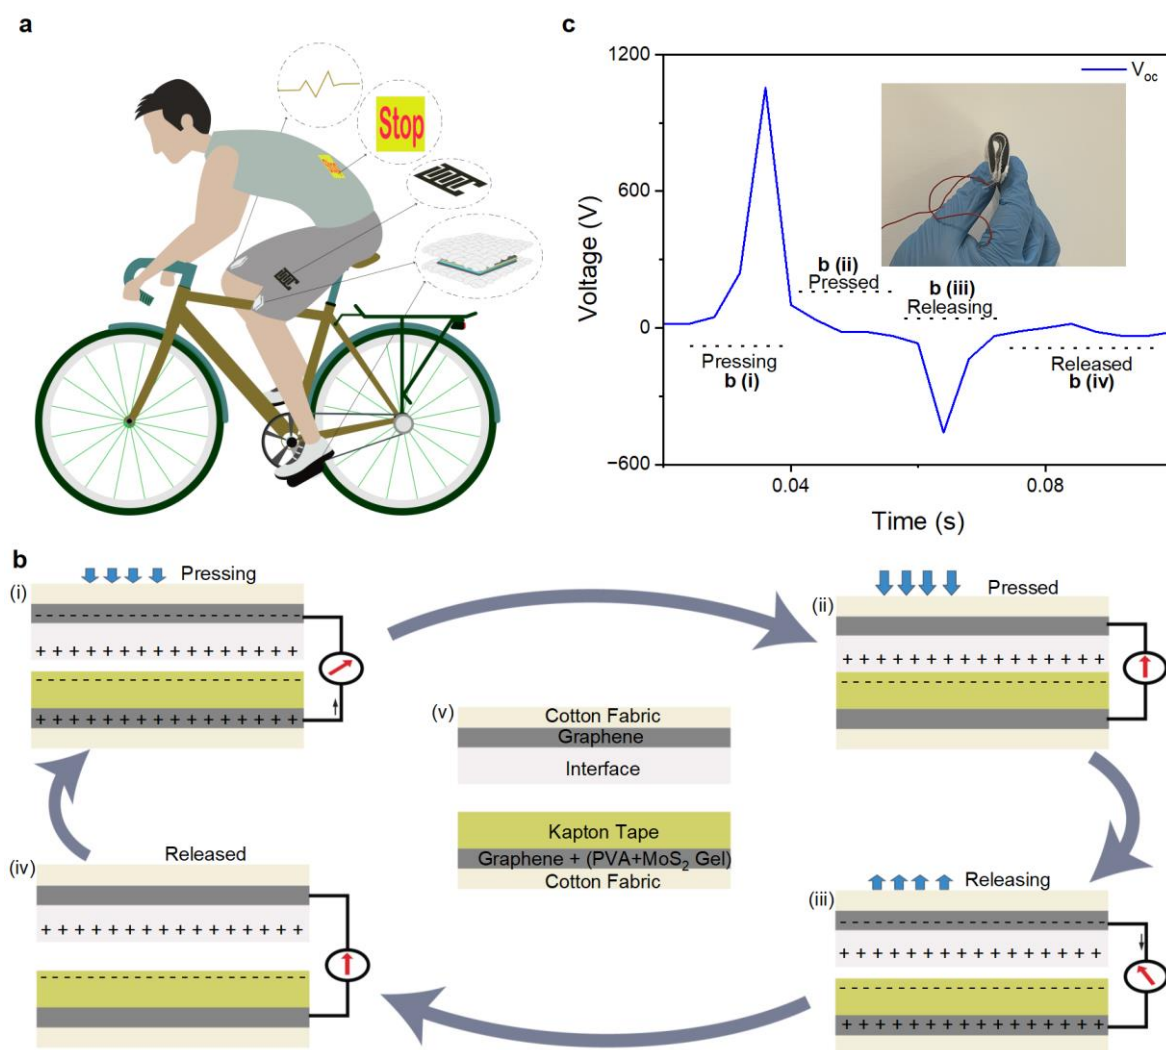 a
Stop
c
1200
600
0
−600
Voltage (V)
V_oc
b (ii)
Pressed
b (iii)
Releasing
Pressing
b (i)
Released
b (iv)
0.04
0.08
Time (s)
b
(i)
Pressing
- - - - - - - - - - - - - - - -
+ + + + + + + + + + + + + + + +
- - - - - - - - - - - - - - - -
+ + + + + + + + + + + + + + + +
(ii)
Pressed
+ + + + + + + + + + + + + + + +
- - - - - - - - - - - - - - - -
(v)
Cotton Fabric
Graphene
Interface
Kapton Tape
Graphene + (PVA+MoS₂ Gel)
Cotton Fabric
(iv)
Released
+ + + + + + + + + + + + + + + +
- - - - - - - - - - - - - - - -
(iii)
Releasing
- - - - - - - - - - - - - - - -
+ + + + + + + + + + + + + + + +
- - - - - - - - - - - - - - - -
+ + + + + + + + + + + + + + + +